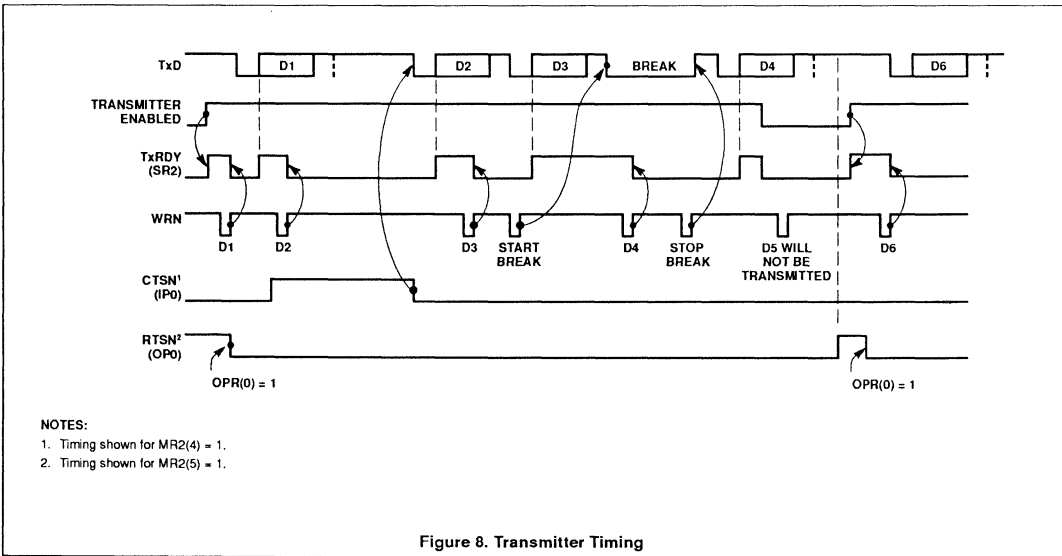 TxD
D1
D2
D3
BREAK
D4
D6
TRANSMITTER
ENABLED
TxRDY
(SR2)
WRN
D1
D2
D3
START
BREAK
D4
STOP
BREAK
D5 WILL
NOT BE
TRANSMITTED
D6
CTSN¹
(IP0)
RTSN²
(OP0)
OPR(0) = 1
OPR(0) = 1
NOTES:
1. Timing shown for MR2(4) = 1.
2. Timing shown for MR2(5) = 1.
Figure 8. Transmitter Timing